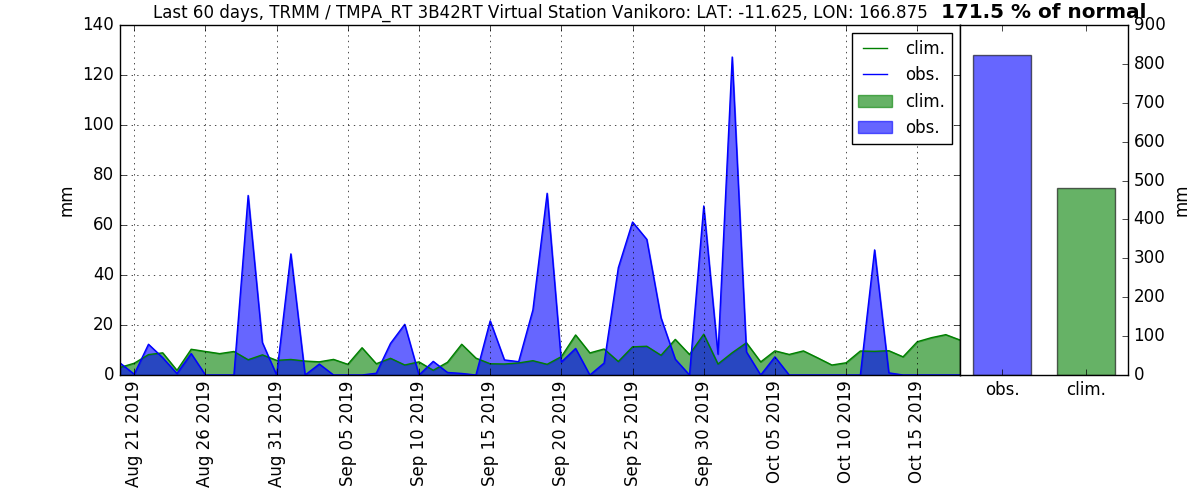 Last 60 days, TRMM / TMPA_RT 3B42RT Virtual Station Vanikoro: LAT: -11.625, LON: 166.875 171.5 % of normal
140
120
100
80
60
40
20
0
mm
clim.
obs.
clim.
obs.
900
800
700
600
500
400
300
200
100
0
mm
obs. clim.
Aug 21 2019
Aug 26 2019
Aug 31 2019
Sep 05 2019
Sep 10 2019
Sep 15 2019
Sep 20 2019
Sep 25 2019
Sep 30 2019
Oct 05 2019
Oct 10 2019
Oct 15 2019